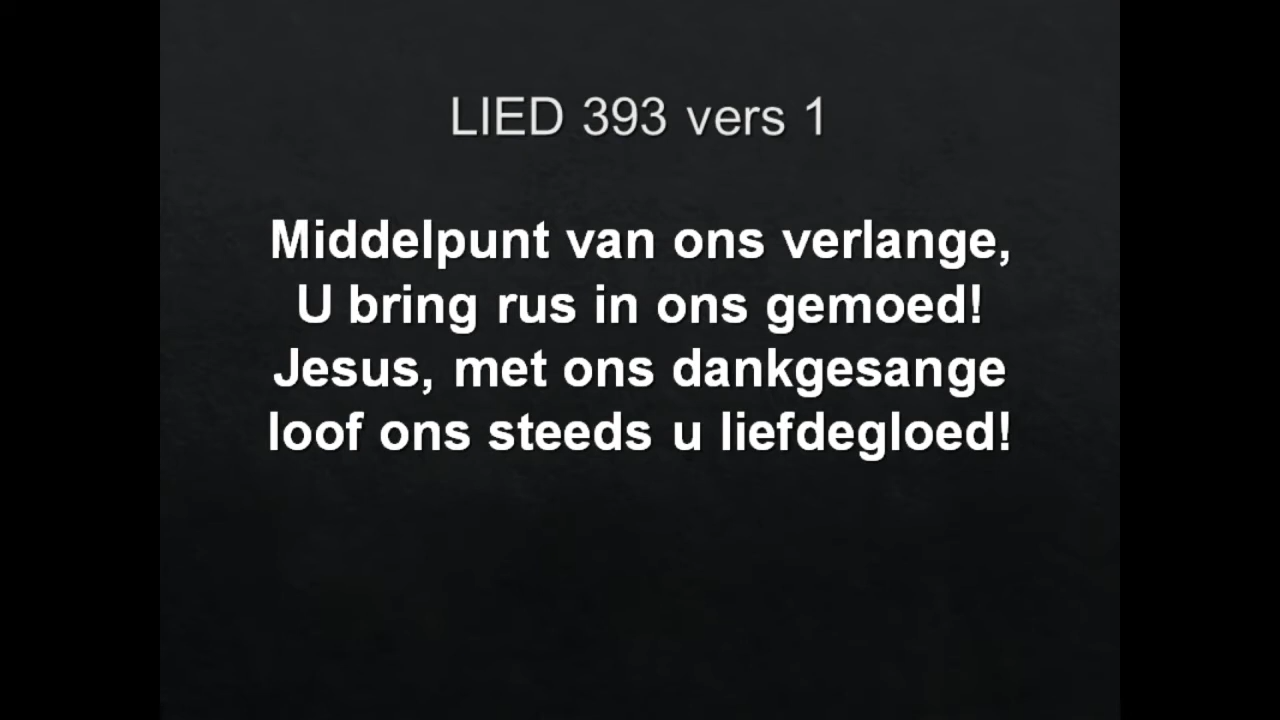 LIED 393 vers 1
Middelpunt van ons verlange,
U bring rus in ons gemoed!
Jesus, met ons dankgesange
loof ons steeds u liefdegloed!